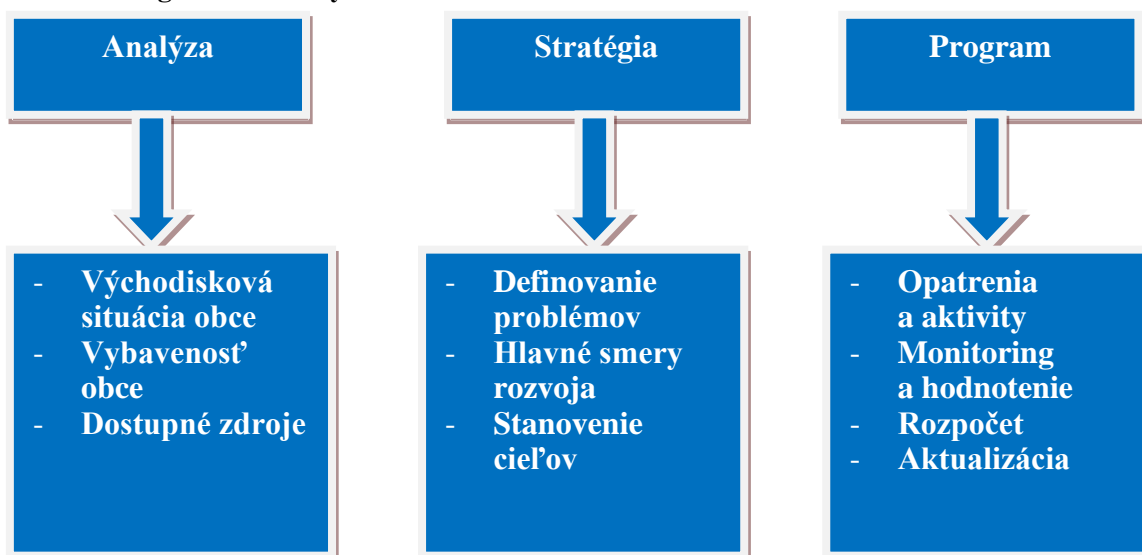 Analýza
- Východisková
situácia obce
- Vybavenosť
obce
- Dostupné zdroje
Stratégia
- Definovanie
problémov
- Hlavné smery
rozvoja
- Stanovenie
cieľov
Program
- Opatrenia
a aktivity
- Monitoring
a hodnotenie
- Rozpočet
- Aktualizácia